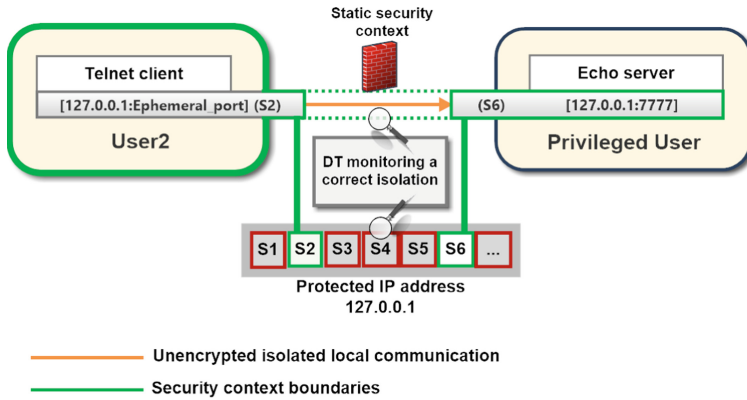 Static security
context
Telnet client
Echo server
[127.0.0.1:Ephemeral_port] (S2)
(S6) [127.0.0.1:7777]
User2
Privileged User
DT monitoring a
correct isolation
S1 S2 S3 S4 S5 S6 ...
Protected IP address
127.0.0.1
Unencrypted isolated local communication
Security context boundaries